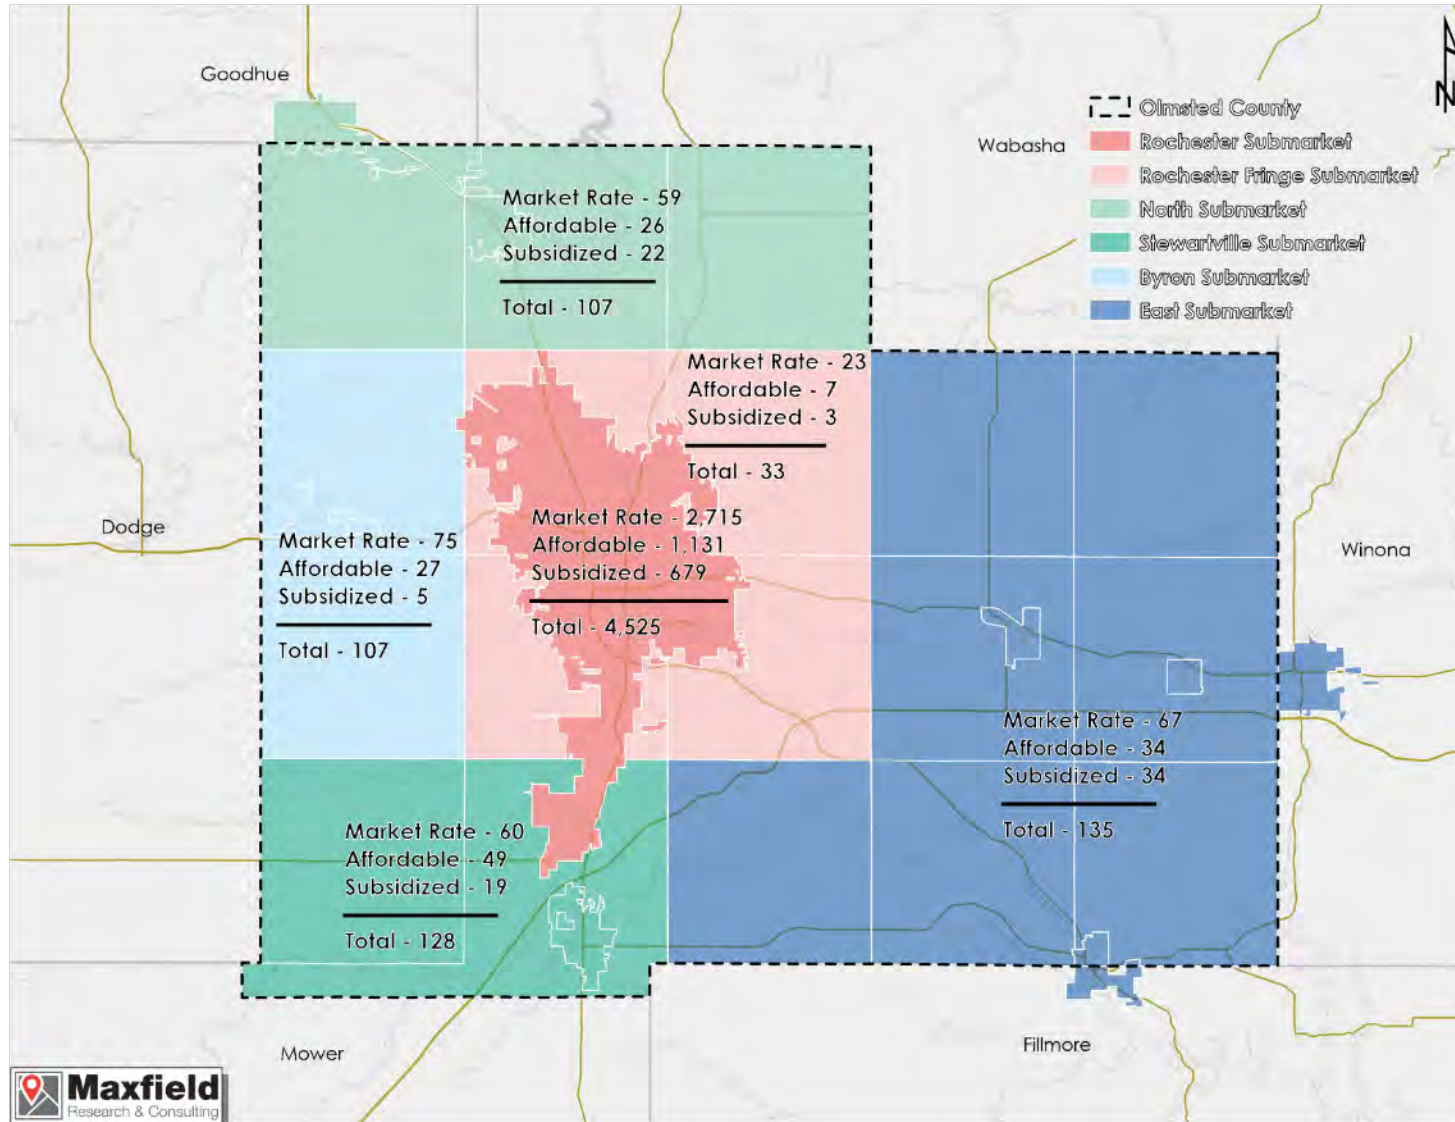 Goodhue
N
Olmsted County
Wabasha
Rochester Submarket
Rochester Fringe Submarket
North Submarket
Stewartville Submarket
Byron Submarket
East Submarket
Market Rate - 59
Affordable - 26
Subsidized - 22
Total - 107
Market Rate - 23
Affordable - 7
Subsidized - 3
Total - 33
Dodge
Market Rate - 75
Affordable - 27
Subsidized - 5
Total - 107
Market Rate - 2,715
Affordable - 1,131
Subsidized - 679
Total - 4,525
Winona
Market Rate - 67
Affordable - 34
Subsidized - 34
Total - 135
Market Rate - 60
Affordable - 49
Subsidized - 19
Total - 128
Mower
Fillmore
Maxfield
Research & Consulting